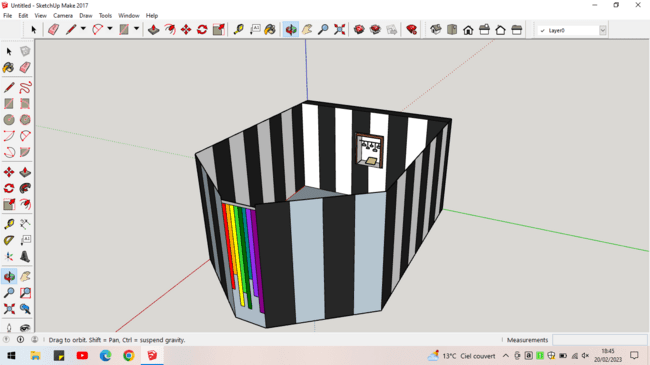 Untitled - SketchUp Make 2017
File Edit View Camera Draw Tools Window Help
Layer0
Drag to orbit. Shift = Pan, Ctrl = suspend gravity.
Measurements
13°C Ciel couvert
18:45
20/02/2023